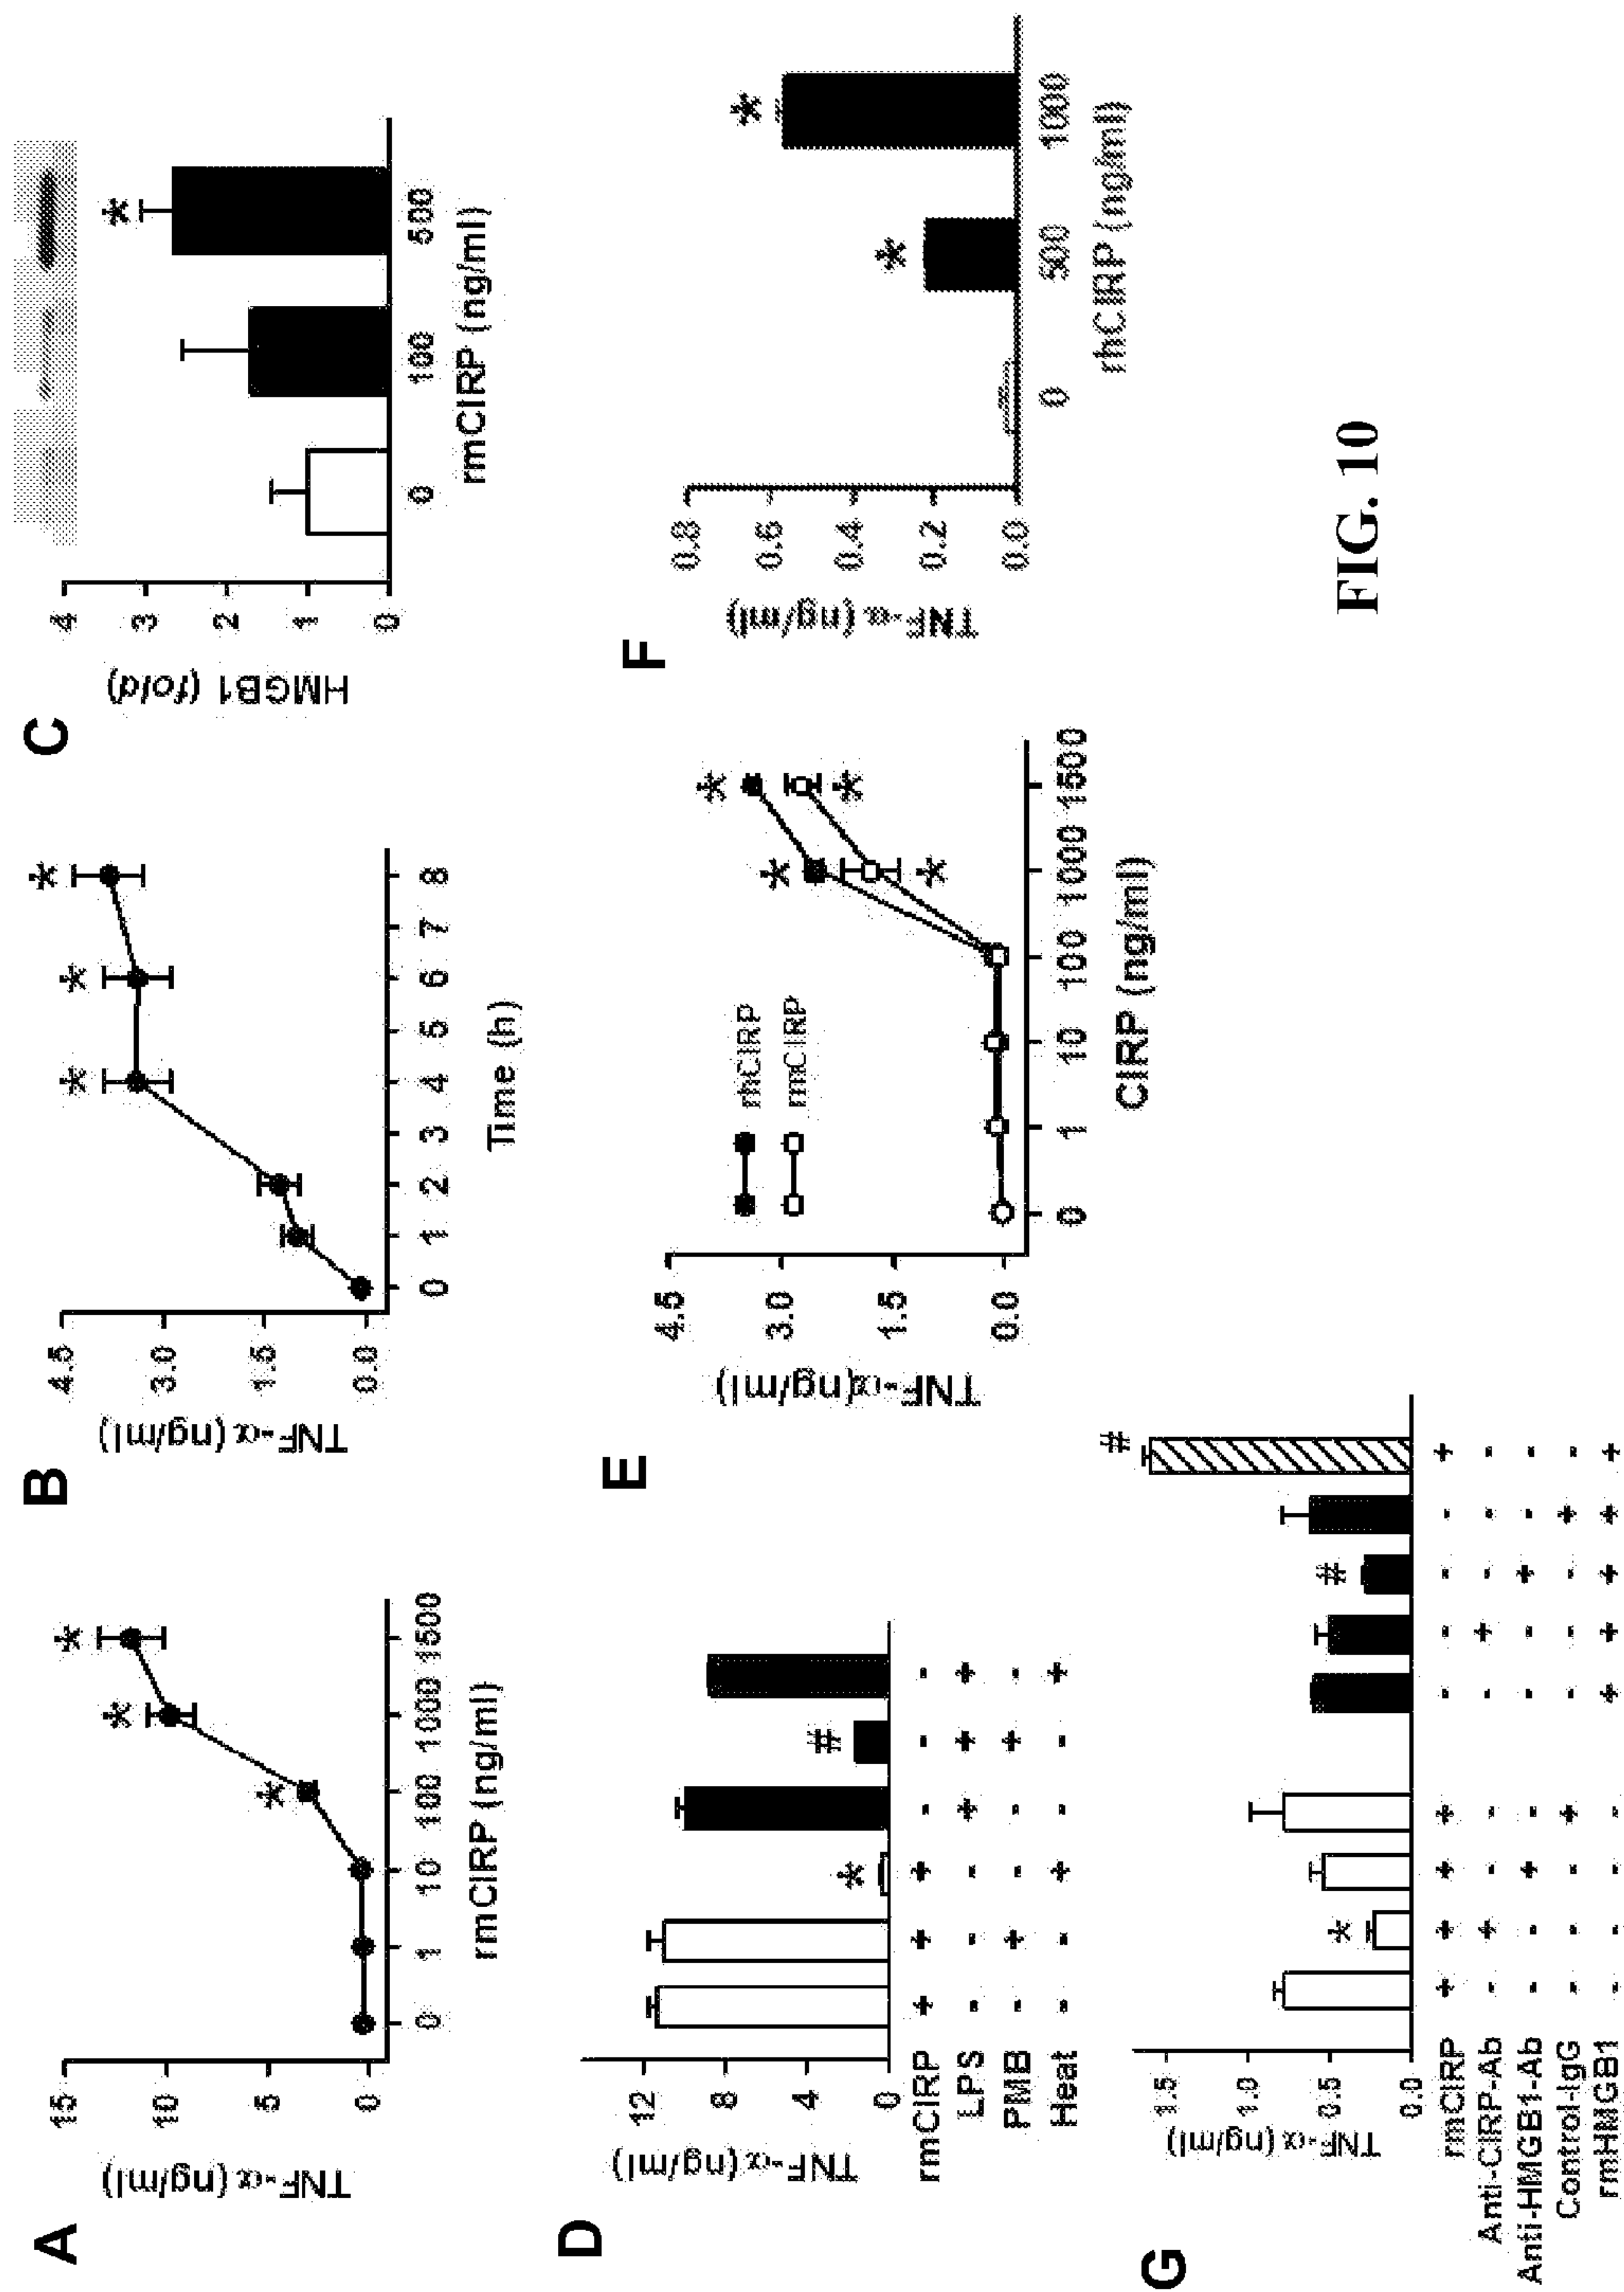 A
TNF-α (ng/ml)
15
10
5
0
0 1 10 100 1000 1500
rmCIRP (ng/ml)
* * *
B
TNF-α (ng/ml)
4.5
3.0
1.5
0.0
0 1 2 3 4 5 6 7 8
Time (h)
* * *
C
HMGB1 (fold)
4
3
2
1
0
0 100 500
rmCIRP (ng/ml)
*
D
TNF-α (ng/ml)
12
8
4
0
* #
rmCIRP + + + - - -
LPS - - - + + +
PMB - + - - + -
Heat - - + - - +
E
TNF-α (ng/ml)
4.5
3.0
1.5
0.0
rhCIRP
rmCIRP
* *
* *
0 1 10 100 1000 1500
CIRP (ng/ml)
F
TNF-α (ng/ml)
0.8
0.6
0.4
0.2
0.0
* *
0 500 1000
rhCIRP (ng/ml)
G
TNF-α (ng/ml)
1.5
1.0
0.5
0.0
* # #
rmCIRP + + + + - - - - +
Anti-CIRP-Ab - + - - - + - - -
Anti-HMGB1-Ab - - + - - - + - -
Control-IgG - - - + - - - + -
rmHMGB1 - - - - + + + + +
FIG. 10